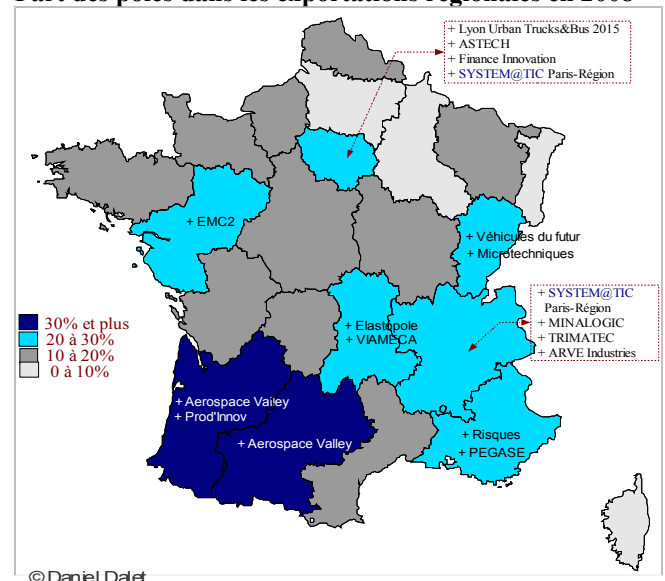 Part des pôles dans les exportations régionales en 2008
+ Lyon Urban Trucks&Bus 2015
+ ASTECH
+ Finance Innovation
+ SYSTEM@TIC Paris-Région
+ EMC2
+ Véhicules du futur
+ Microtechniques
+ SYSTEM@TIC
Paris-Région
+ MINALOGIC
+ TRIMATEC
+ ARVE Industries
+ Elastopole
+ VIAMECA
30% et plus
20 à 30%
10 à 20%
0 à 10%
+ Aerospace Valley
+ Prod'Innov
+ Aerospace Valley
+ Risques
+ PEGASE
© Daniel Dalet